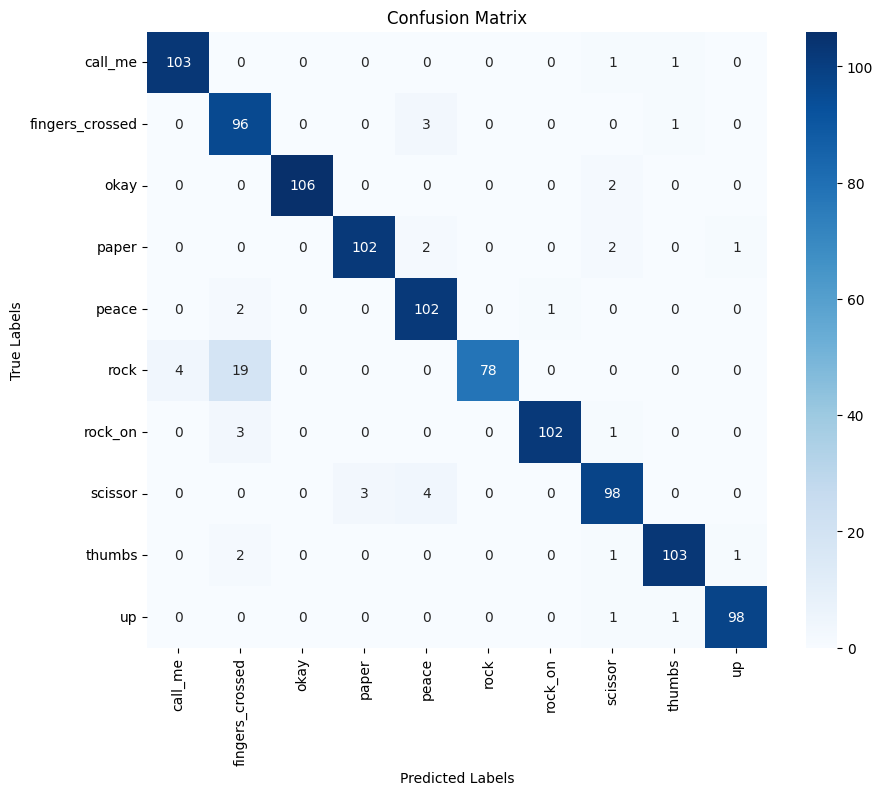 Confusion Matrix
True Labels
call_me 103 0 0 0 0 0 0 1 1 0
fingers_crossed 0 96 0 0 3 0 0 0 1 0
okay 0 0 106 0 0 0 0 2 0 0
paper 0 0 0 102 2 0 0 2 0 1
peace 0 2 0 0 102 0 1 0 0 0
rock 4 19 0 0 0 78 0 0 0 0
rock_on 0 3 0 0 0 0 102 1 0 0
scissor 0 0 0 3 4 0 0 98 0 0
thumbs 0 2 0 0 0 0 0 1 103 1
up 0 0 0 0 0 0 0 1 1 98
call_me fingers_crossed okay paper peace rock rock_on scissor thumbs up
Predicted Labels
100
80
60
40
20
0